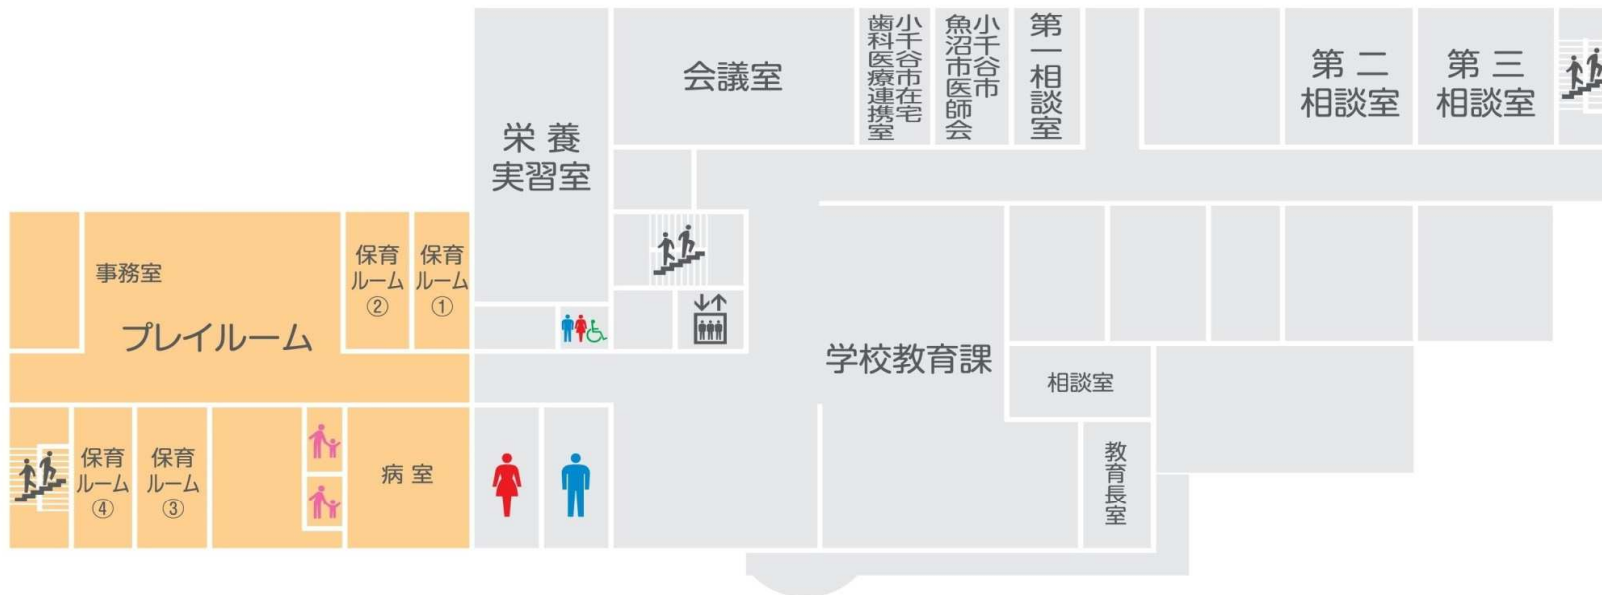 会議室
小千谷市在宅
歯科医療連携室
小千谷市
魚沼市医師会
第一相談室
第二
相談室
第三
相談室
栄養
実習室
事務室
プレイルーム
保育
ルーム
②
保育
ルーム
①
学校教育課
相談室
教育長室
保育
ルーム
④
保育
ルーム
③
病室